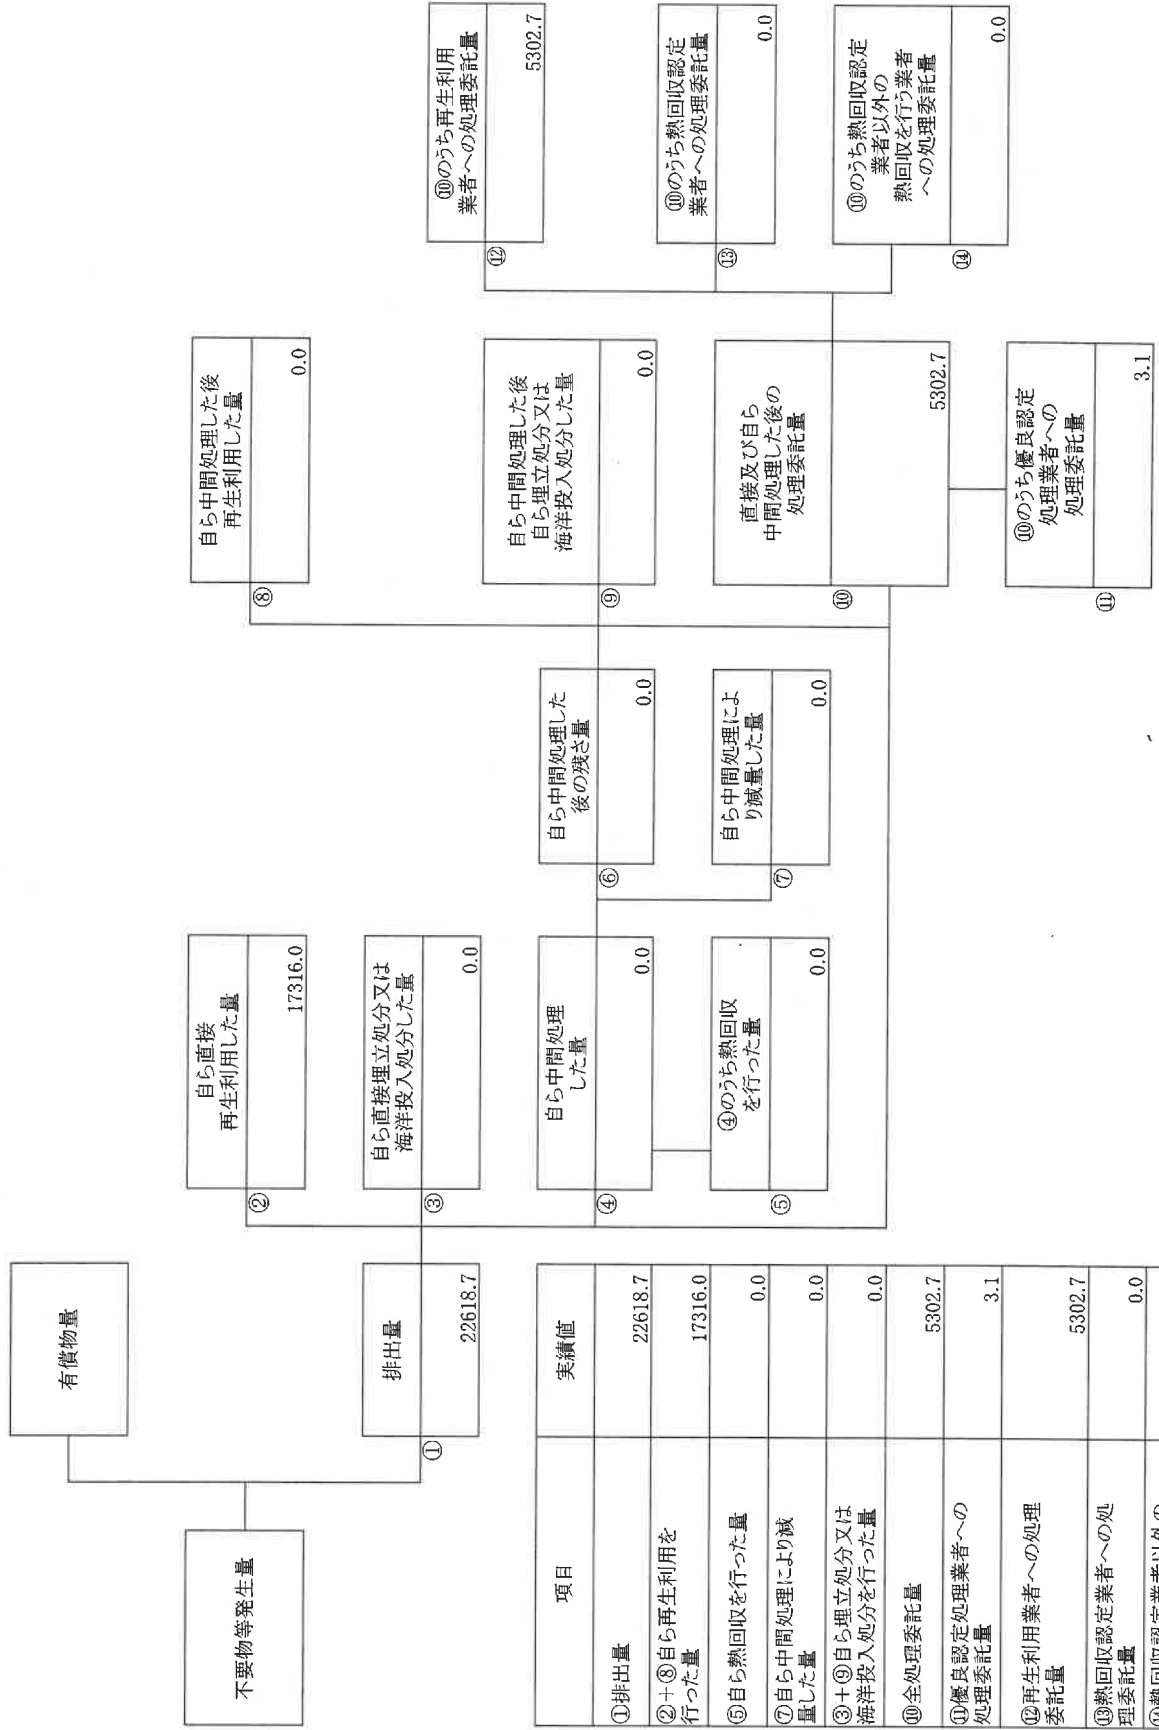 不要物等発生量
有償物量
①
排出量
22618.7
②
自ら直接
再生利用した量
17316.0
③
自ら直接埋立処分又は
海洋投入処分した量
0.0
④
自ら中間処理
した量
0.0
⑤
④のうち熱回収
を行った量
0.0
⑥
自ら中間処理した
後の残さ量
0.0
⑦
自ら中間処理によ
り減量した量
0.0
⑧
自ら中間処理した後
再生利用した量
0.0
⑨
自ら中間処理した後
自ら埋立処分又は
海洋投入処分した量
0.0
⑩
直接及び自ら
中間処理した後の
処理委託量
5302.7
⑪
⑩のうち優良認定
処理業者への
処理委託量
3.1
⑫
⑩のうち再生利用
業者への処理委託量
5302.7
⑬
⑩のうち熱回収認定
業者への処理委託量
0.0
⑭
⑩のうち熱回収認定
業者以外の
熱回収を行う業者
への処理委託量
0.0
項目 実績値
①排出量 22618.7
②+⑧自ら再生利用を
行った量 17316.0
⑤自ら熱回収を行った量 0.0
⑦自ら中間処理により減
量した量 0.0
③+⑨自ら埋立処分又は
海洋投入処分を行った量 0.0
⑩全処理委託量 5302.7
⑪優良認定処理業者への
処理委託量 3.1
⑫再生利用業者への処理
委託量 5302.7
⑬熱回収認定業者への処
理委託量 0.0
⑭熱回収認定業者以外の